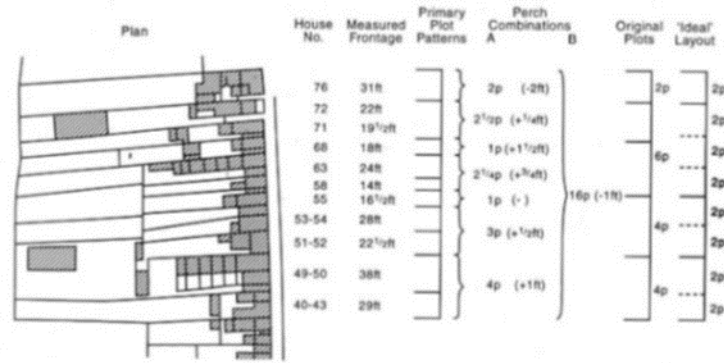 Plan
House No.
Measured Frontage
Primary Plot Patterns
Perch Combinations
A B
Original Plots
'Ideal' Layout
76 31ft 2p (-2ft) 2p 2p
72 22ft 2p
71 19½ft 2½p (+¼ft)
68 18ft 1p (+1½ft) 6p 2p
63 24ft 2¼p (+¾ft) 2p
58 14ft
55 16½ft 1p (-) 16p (-1ft) 2p
53-54 28ft 3p (+½ft) 4p
51-52 22½ft 2p
49-50 38ft 4p (+1ft) 4p 2p
40-43 29ft 2p